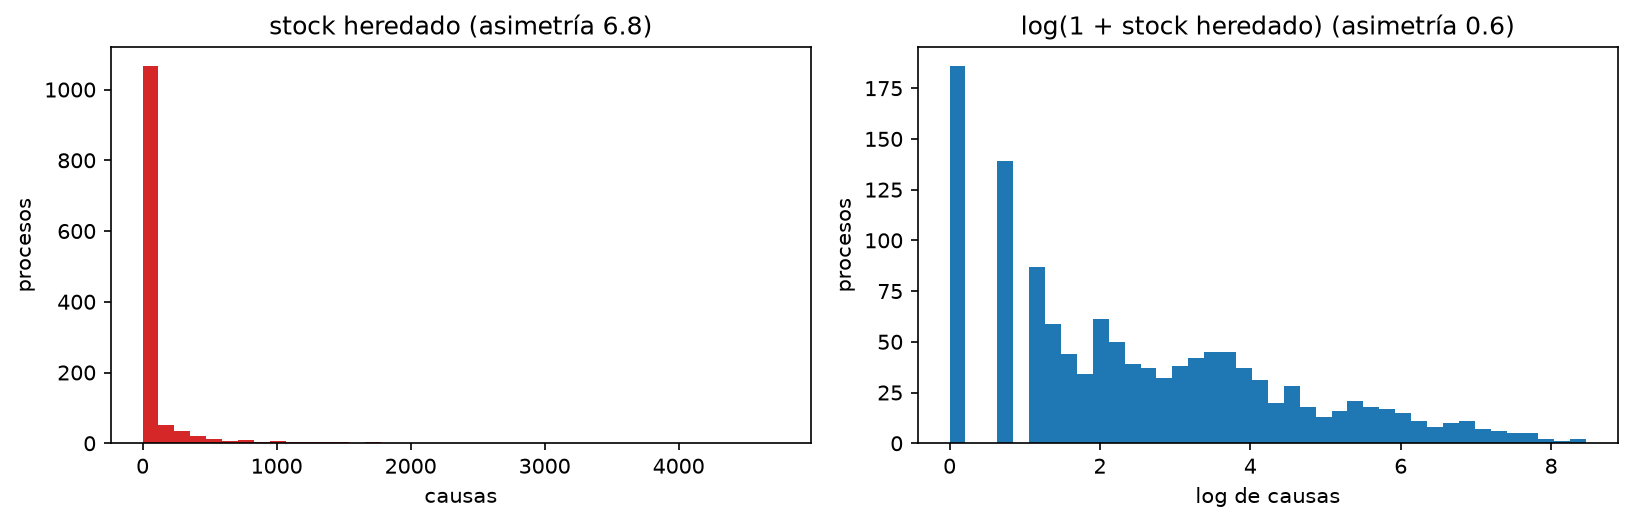 stock heredado (asimetría 6.8)
procesos
1000
800
600
400
200
0
0 1000 2000 3000 4000
causas
log(1 + stock heredado) (asimetría 0.6)
procesos
175
150
125
100
75
50
25
0
0 2 4 6 8
log de causas